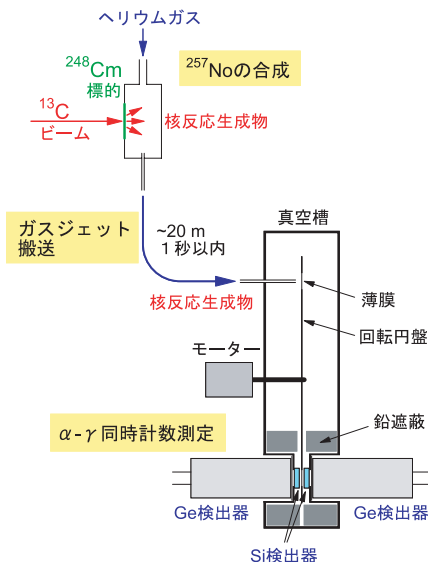 ヘリウムガス
²⁴⁸Cm
標的
²⁵⁷Noの合成
¹³C
ビーム
核反応生成物
ガスジェット
搬送
~20 m
1秒以内
核反応生成物
真空槽
薄膜
回転円盤
モーター
鉛遮蔽
α-γ同時計数測定
Ge検出器
Ge検出器
Si検出器